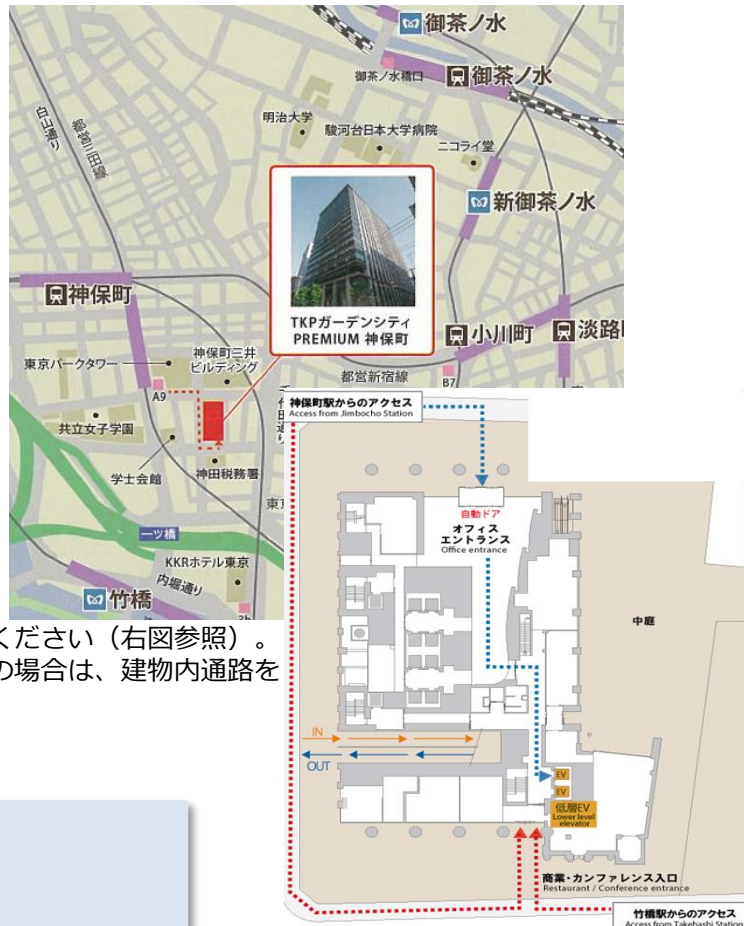 御茶ノ水
御茶ノ水橋口
御茶ノ水
白山通り
都営三田線
明治大学
駿河台日本大学病院
ニコライ堂
新御茶ノ水
神保町
TKPガーデンシティ
PREMIUM 神保町
小川町
淡路
東京パークタワー
神保町三井
ビルディング
都営新宿線
B7
A9
千代田通り
共立女子学園
学士会館
神田税務署
一ツ橋
KKRホテル東京
内堀通り
竹橋
3b
ください(右図参照)。
の場合は、建物内通路を
神保町駅からのアクセス
Access from Jimbocho Station
自動ドア
オフィス
エントランス
Office entrance
中庭
IN
OUT
EV
EV
低層EV
Lower level
elevator
商業・カンファレンス入口
Restaurant / Conference entrance
竹橋駅からのアクセス
Access from Takebashi Station